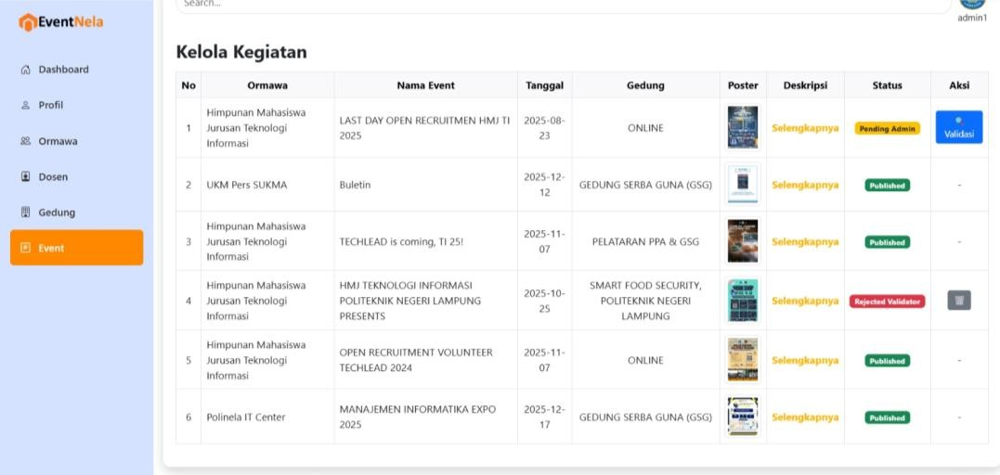 Search...
EventNela
admin1
Kelola Kegiatan
Dashboard
Profil
Ormawa
Dosen
Gedung
Event
No Ormawa Nama Event Tanggal Gedung Poster Deskripsi Status Aksi
1
Himpunan Mahasiswa
Jurusan Teknologi
Informasi
LAST DAY OPEN RECRUITMEN HMJ TI
2025
2025-08-
23
ONLINE
Selengkapnya
Pending Admin
Validasi
2
UKM Pers SUKMA
Buletin
2025-12-
12
GEDUNG SERBA GUNA (GSG)
Selengkapnya
Published
-
3
Himpunan Mahasiswa
Jurusan Teknologi
Informasi
TECHLEAD is coming, TI 25!
2025-11-
07
PELATARAN PPA & GSG
Selengkapnya
Published
-
4
Himpunan Mahasiswa
Jurusan Teknologi
Informasi
HMJ TEKNOLOGI INFORMASI
POLITEKNIK NEGERI LAMPUNG
PRESENTS
2025-10-
25
SMART FOOD SECURITY,
POLITEKNIK NEGERI
LAMPUNG
Selengkapnya
Rejected Validator
5
Himpunan Mahasiswa
Jurusan Teknologi
Informasi
OPEN RECRUITMENT VOLUNTEER
TECHLEAD 2024
2025-11-
07
ONLINE
Selengkapnya
Published
-
6
Polinela IT Center
MANAJEMEN INFORMATIKA EXPO
2025
2025-12-
17
GEDUNG SERBA GUNA (GSG)
Selengkapnya
Published
-